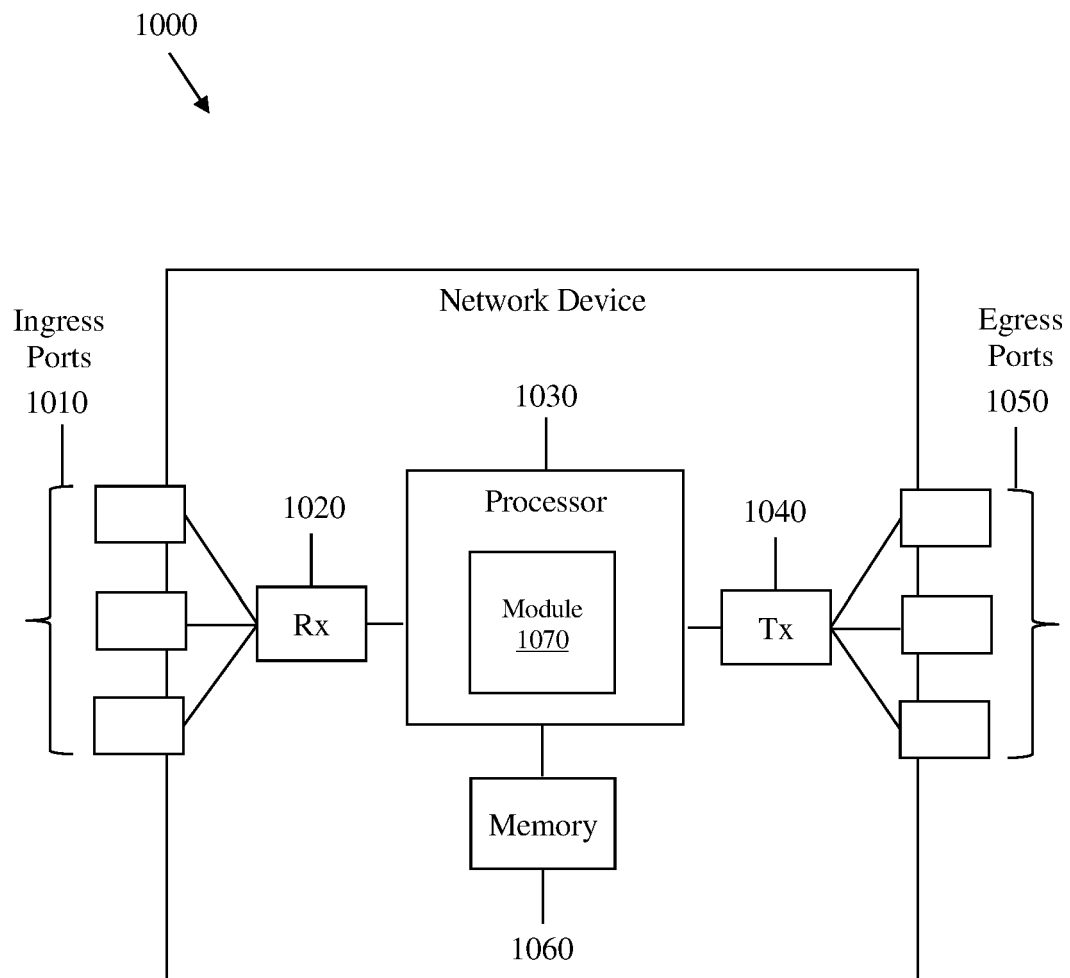 1000
Network Device
Ingress
Ports
1010
Egress
Ports
1050
1030
Processor
1020
1040
Rx
Module
1070
Tx
Memory
1060